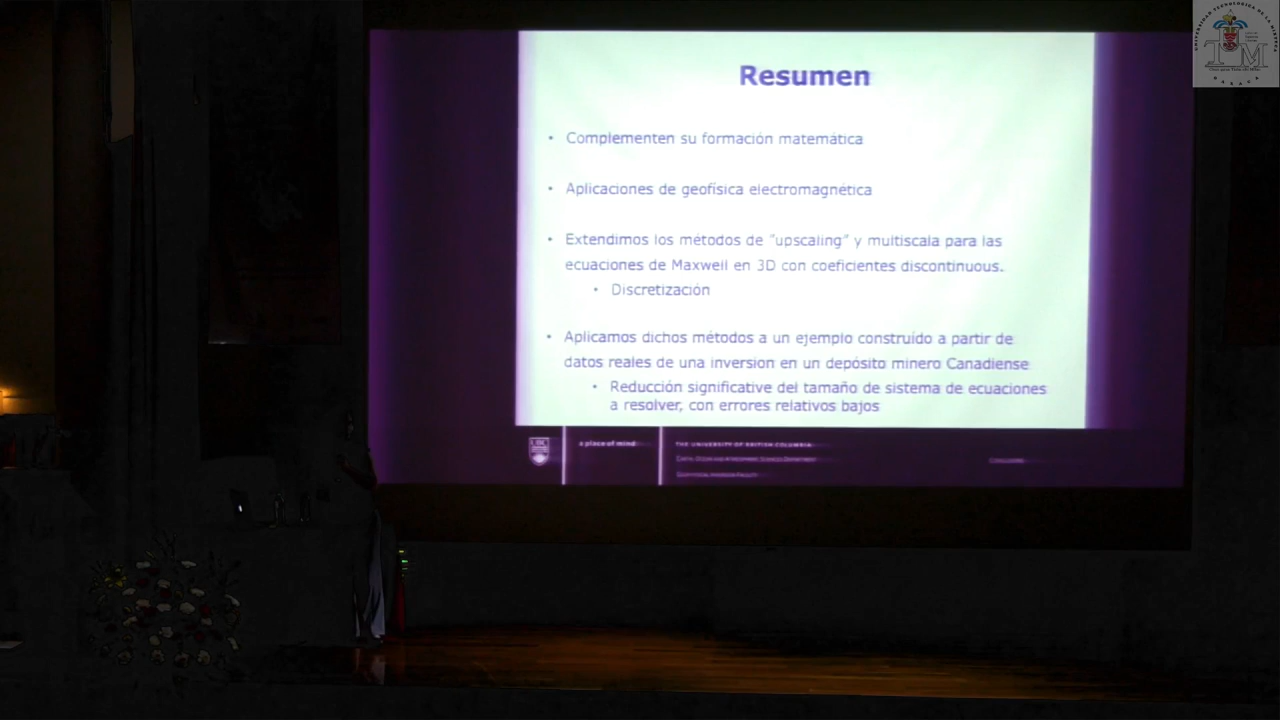 Resumen
• Complementen su formación matemática
• Aplicaciones de geofísica electromagnética
• Extendimos los métodos de "upscaling" y multiscala para las
ecuaciones de Maxwell en 3D con coeficientes discontinuous.
• Discretización
• Aplicamos dichos métodos a un ejemplo construído a partir de
datos reales de una inversion en un depósito minero Canadiense
• Reducción significative del tamaño de sistema de ecuaciones
a resolver, con errores relativos bajos
UBC
a place of mind
THE UNIVERSITY OF BRITISH COLUMBIA